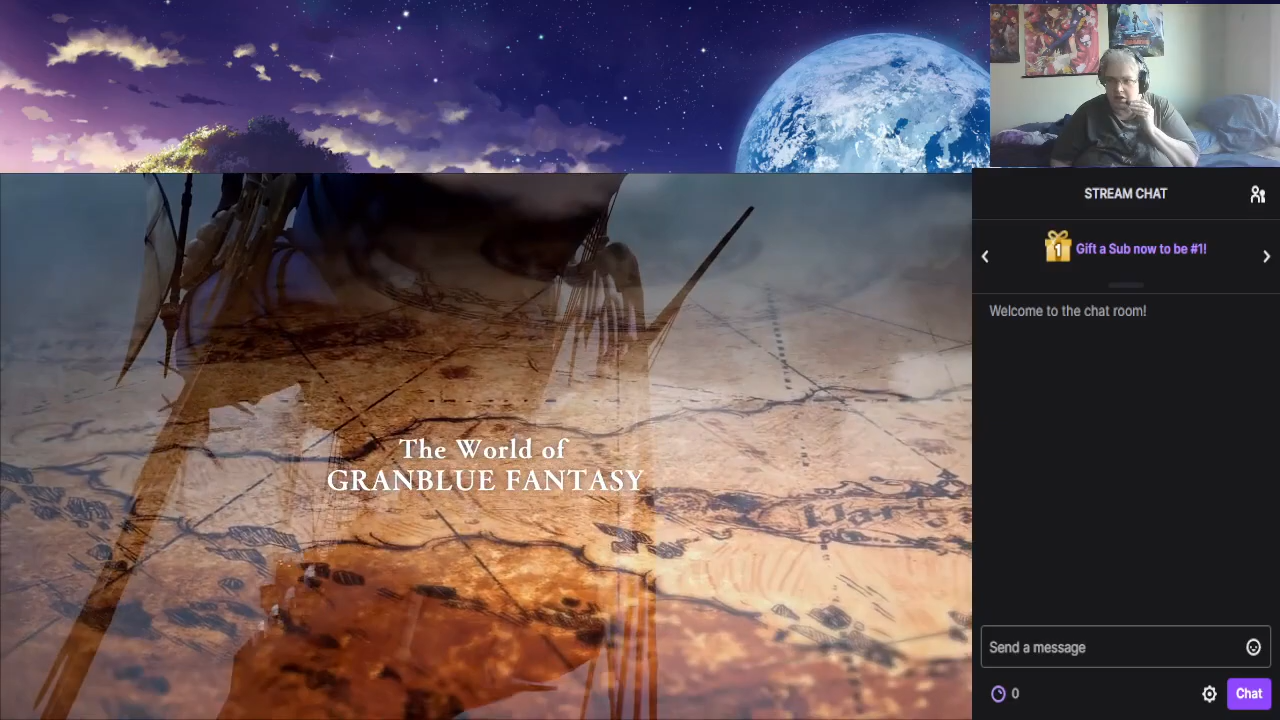 STREAM CHAT
1
Gift a Sub now to be #1!
Welcome to the chat room!
The World of
GRANBLUE FANTASY
Send a message
0
Chat